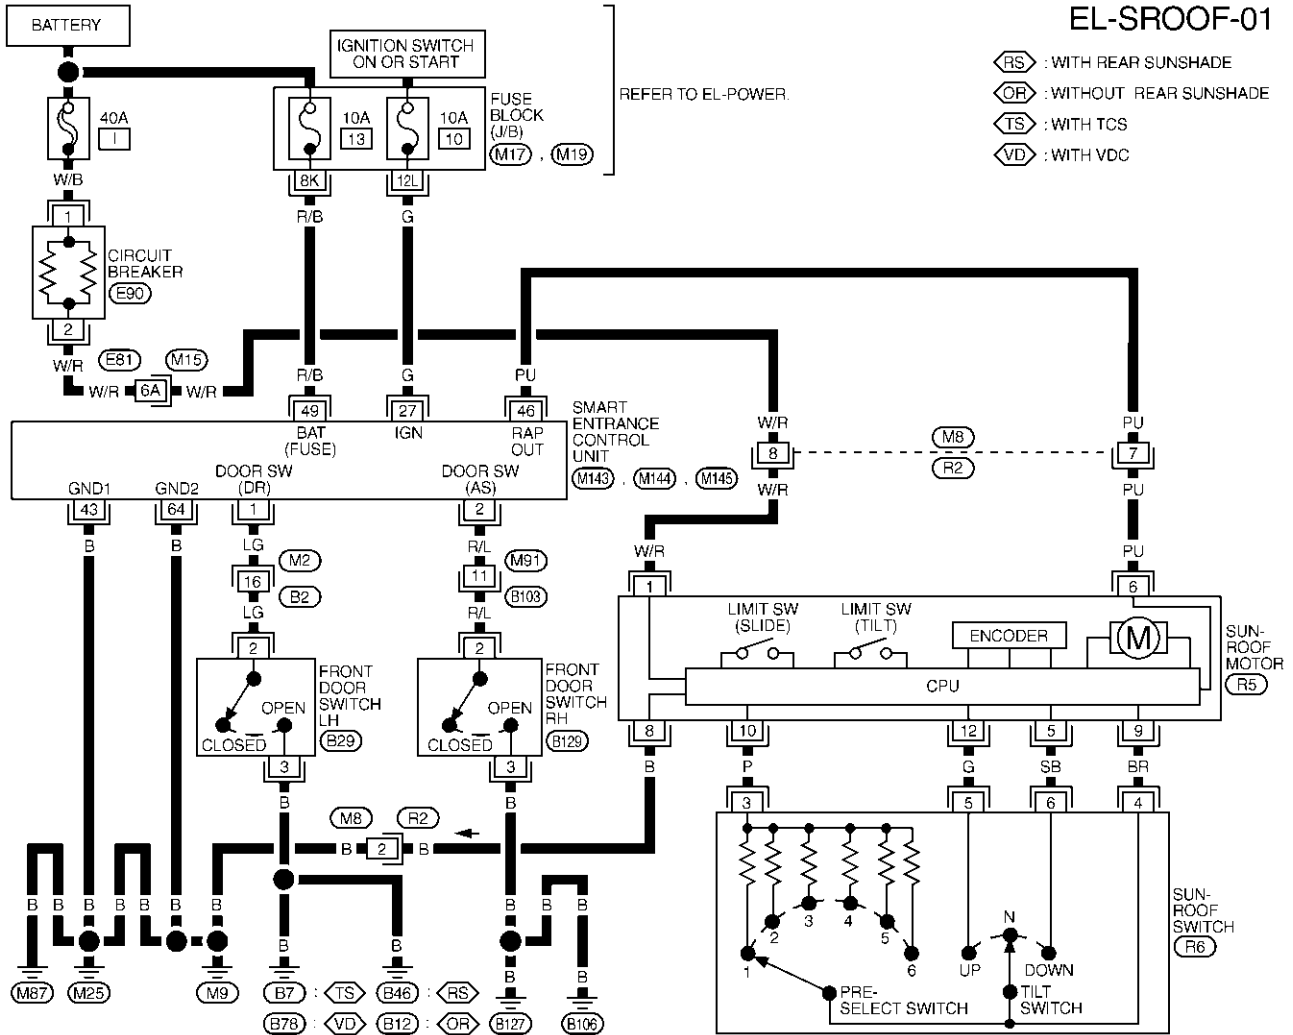 EL-SROOF-01
BATTERY
IGNITION SWITCH
ON OR START
RS : WITH REAR SUNSHADE
OR : WITHOUT REAR SUNSHADE
TS : WITH TCS
VD : WITH VDC
40A
I
10A
13
10A
10
FUSE
BLOCK
(J/B)
M17 , M19
REFER TO EL-POWER.
W/B
8K
12L
R/B
G
1
CIRCUIT
BREAKER
E90
2
W/R
E81
M15
W/R
6A
W/R
R/B
G
PU
49
27
46
BAT
(FUSE)
IGN
RAP
OUT
SMART
ENTRANCE
CONTROL
UNIT
M143 , M144 , M145
W/R
8
W/R
M8
R2
PU
7
PU
GND1
GND2
DOOR SW
(DR)
DOOR SW
(AS)
43
64
1
2
B
B
LG
R/L
M2
16
B2
M91
11
B103
LG
R/L
W/R
PU
1
6
2
2
LIMIT SW
(SLIDE)
LIMIT SW
(TILT)
ENCODER
M
CPU
SUN-
ROOF
MOTOR
R5
OPEN
CLOSED
FRONT
DOOR
SWITCH
LH
B29
OPEN
CLOSED
FRONT
DOOR
SWITCH
RH
B129
3
3
8
10
12
5
9
B
P
G
SB
BR
3
5
6
4
B
B
M8
R2
B
2
B
B
B
B
B
B
B
B
B
B
B
B
B
B
M87
M25
M9
B7 : TS
B46 : RS
B78 : VD
B12 : OR
B127
B106
1
2
3
4
5
6
UP
N
DOWN
PRE-
SELECT SWITCH
TILT
SWITCH
SUN-
ROOF
SWITCH
R6